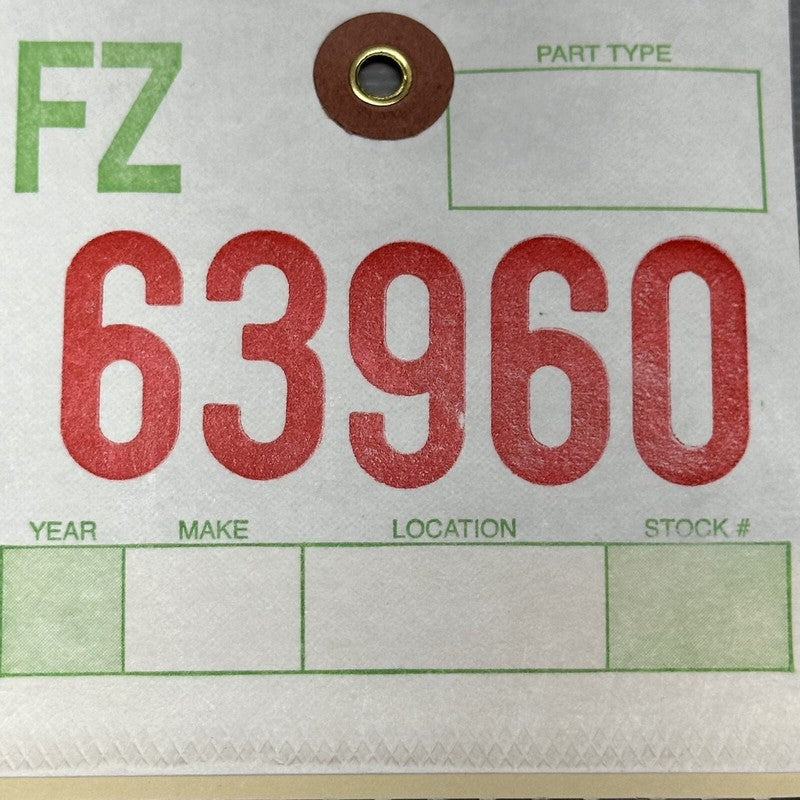 FZ
PART TYPE
63960
YEAR MAKE LOCATION STOCK #